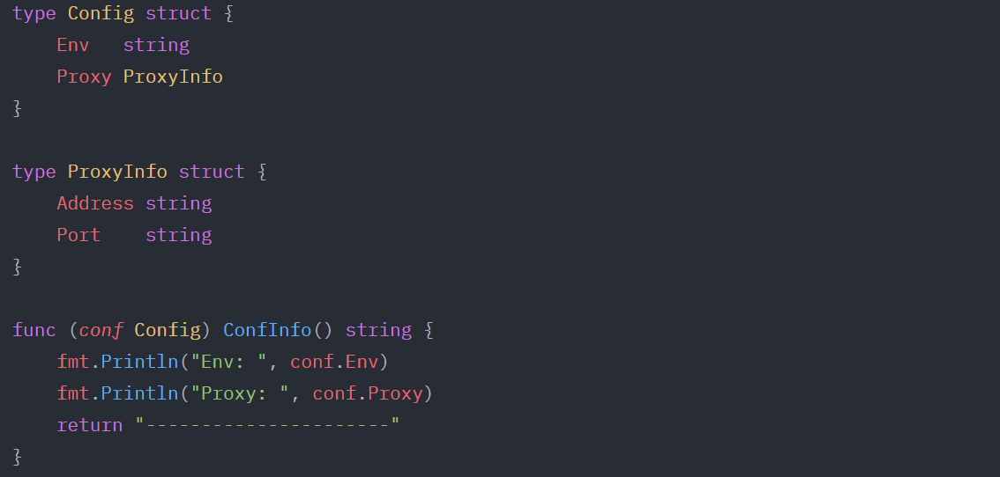 type Config struct {
    Env   string
    Proxy ProxyInfo
}

type ProxyInfo struct {
    Address string
    Port    string
}

func (conf Config) ConfInfo() string {
    fmt.Println("Env: ", conf.Env)
    fmt.Println("Proxy: ", conf.Proxy)
    return "----------------------"
}